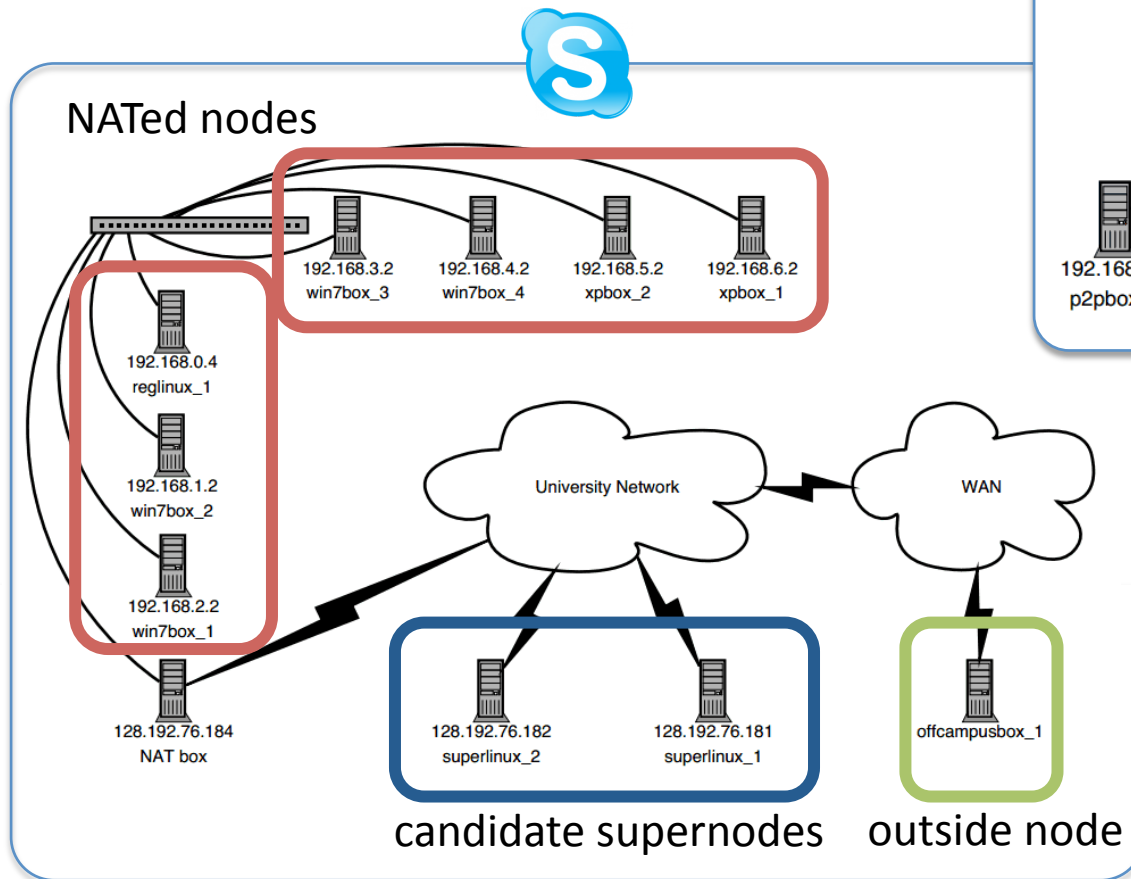 S
NATed nodes
192.168.3.2
win7box_3
192.168.4.2
win7box_4
192.168.5.2
xpbox_2
192.168.6.2
xpbox_1
192.168
p2pbox
192.168.0.4
reglinux_1
192.168.1.2
win7box_2
192.168.2.2
win7box_1
University Network
WAN
128.192.76.184
NAT box
128.192.76.182
superlinux_2
128.192.76.181
superlinux_1
offcampusbox_1
candidate supernodes
outside node